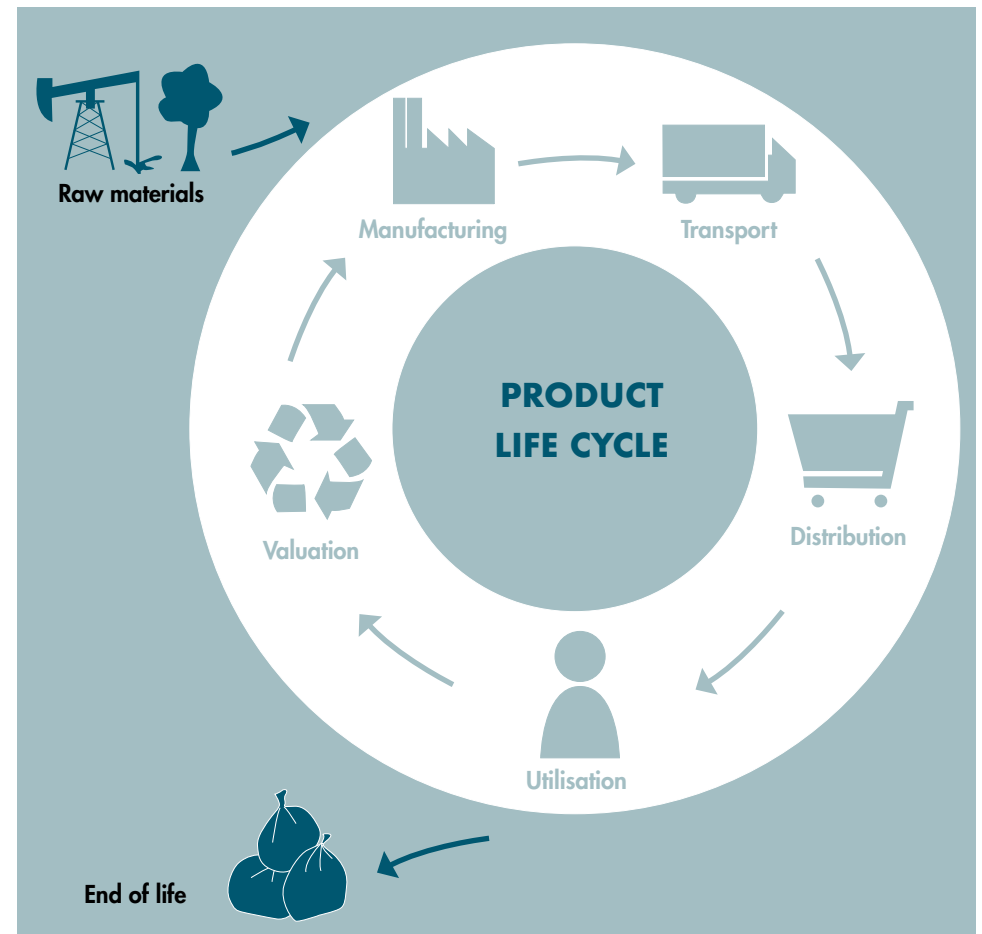 Raw materials
Manufacturing
Transport
PRODUCT
LIFE CYCLE
Valuation
Distribution
Utilisation
End of life